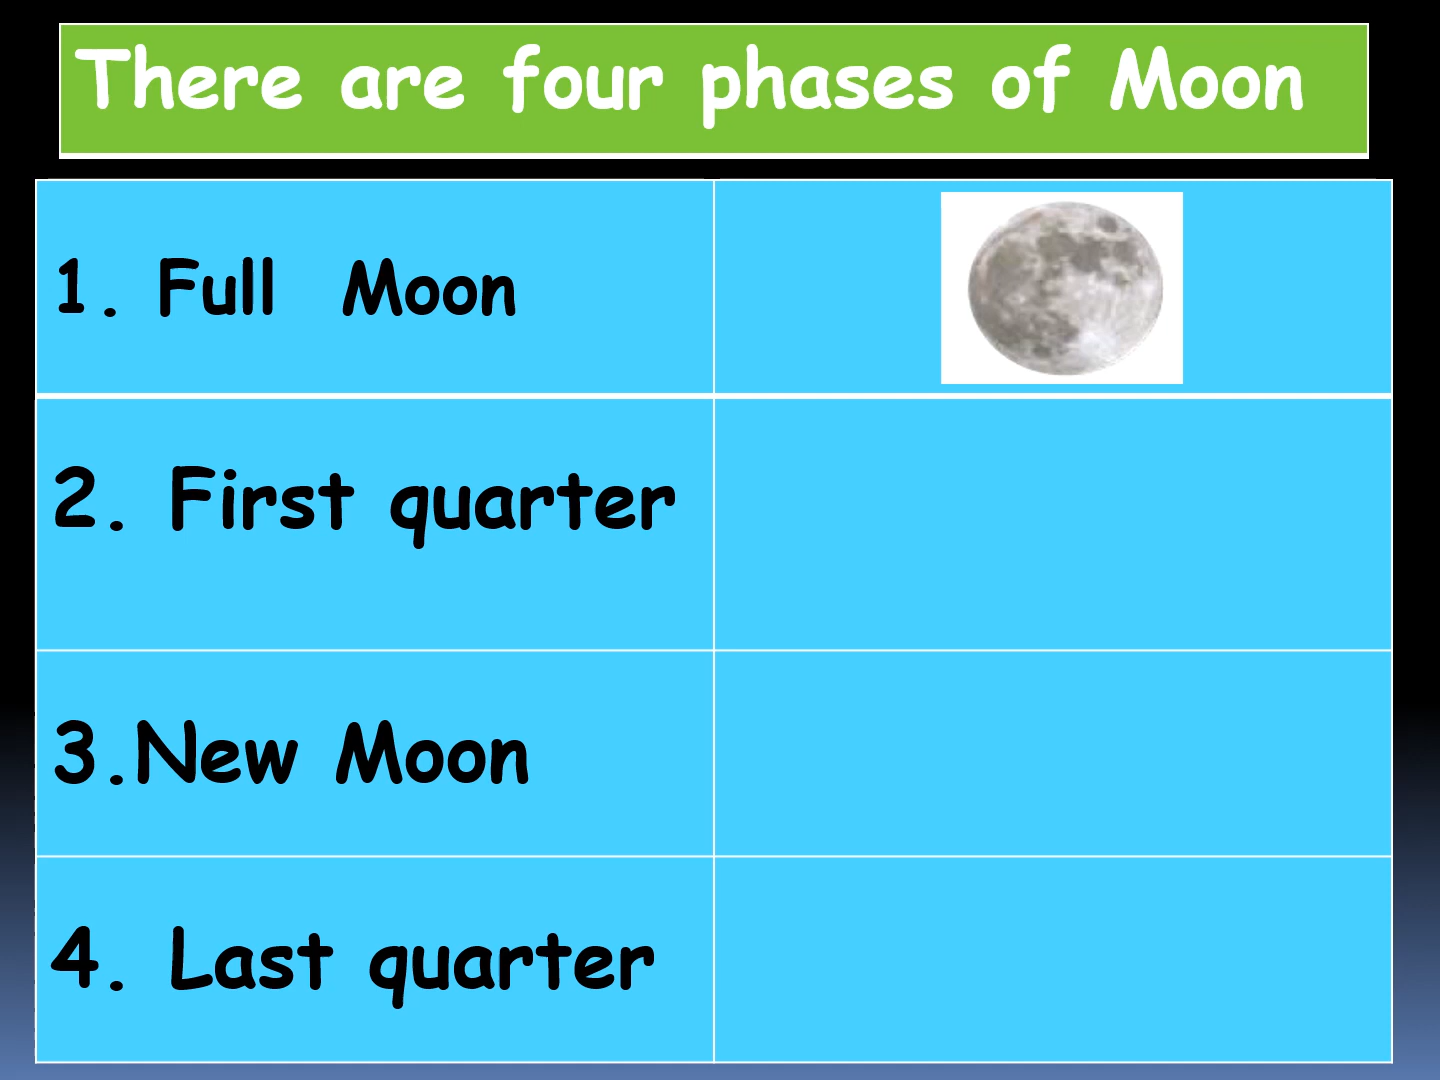 There are four phases of Moon
1. Full Moon
2. First quarter
3.New Moon
4. Last quarter